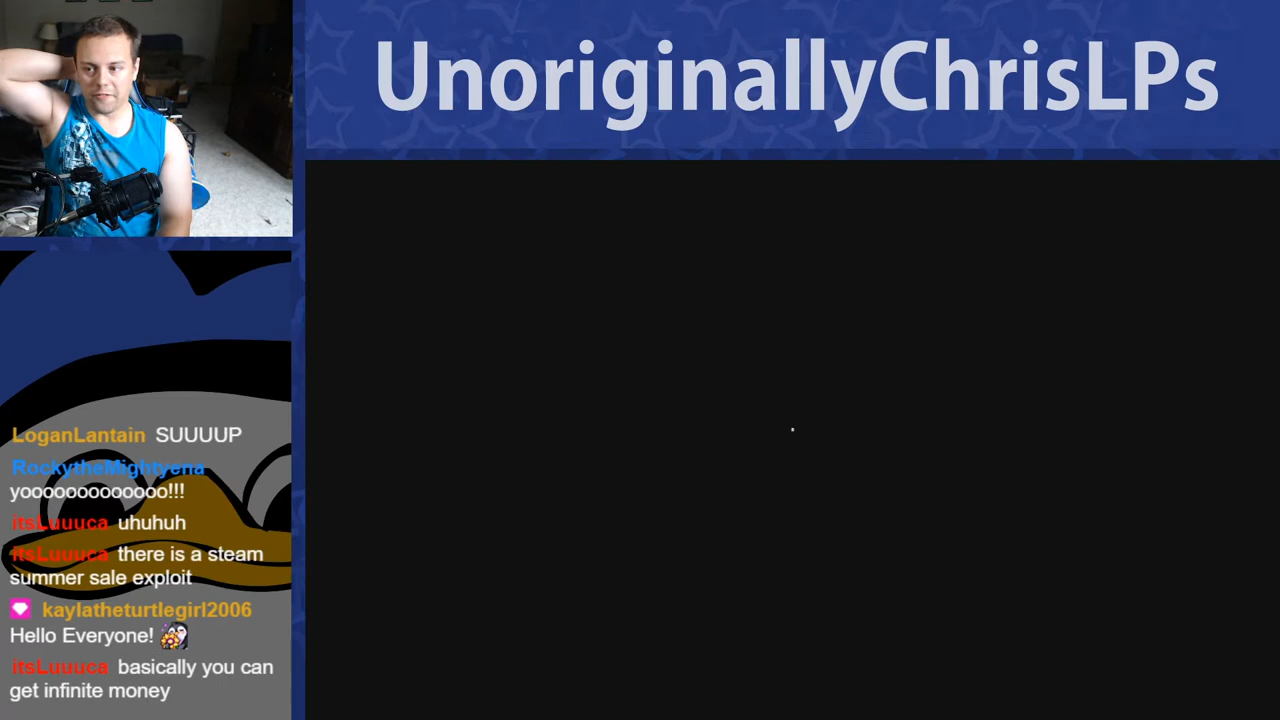 UnoriginallyChrisLPs
LoganLantain SUUUUP
RockytheMightyena
yooooooooooooo!!!
itsLuuuca uhuhuh
itsLuuuca there is a steam
summer sale exploit
kaylatheturtlegirl2006
Hello Everyone!
itsLuuuca basically you can
get infinite money